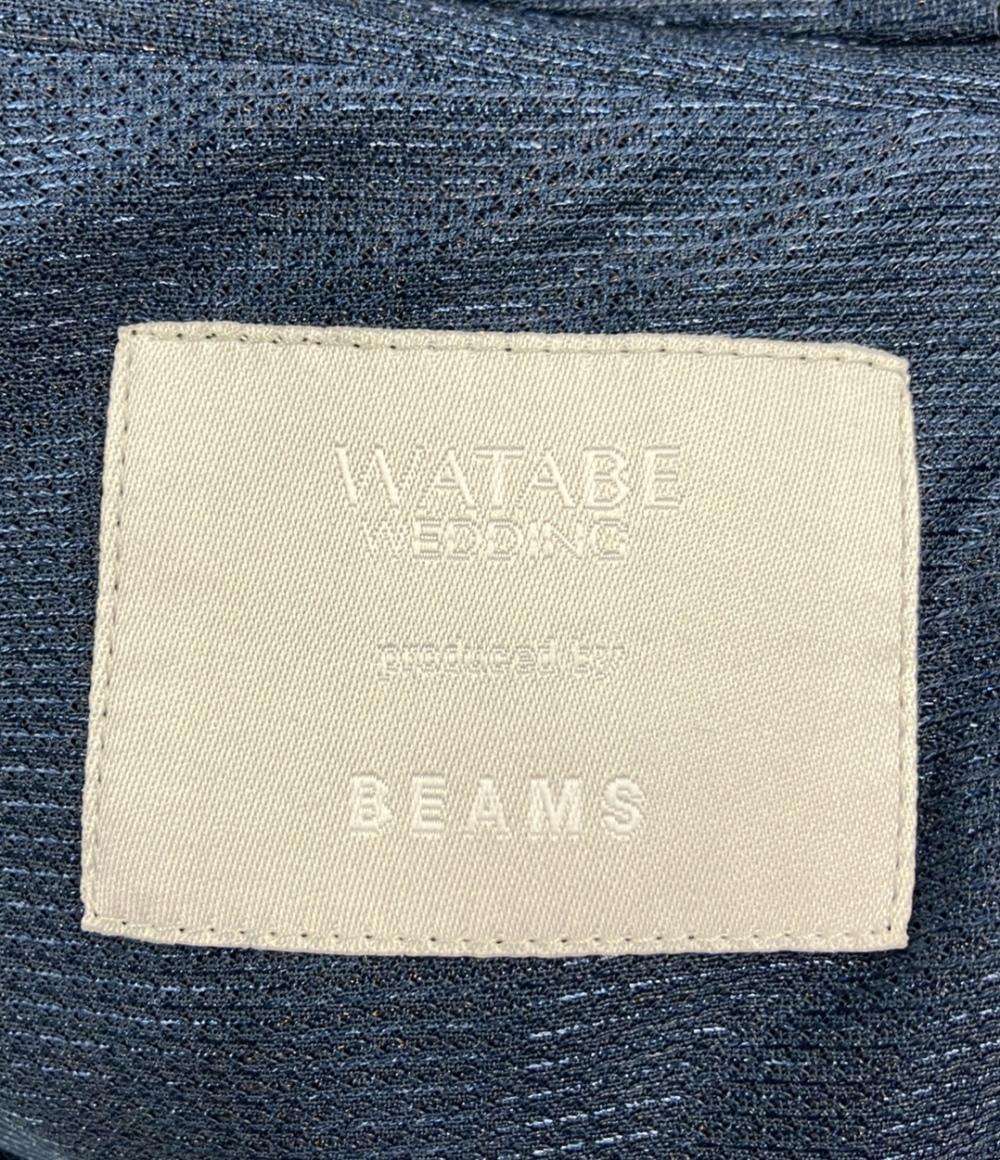 WATABE
WEDDING
produced by
BEAMS